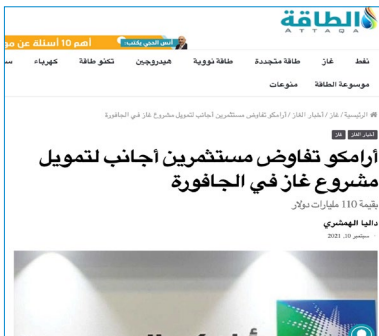 الطاقة
ATTAQA
أنس الحجي يكتب:
أهم 10 أسئلة عن
نفط غاز طاقة متجددة طاقة نووية هيدروجين تكنو طاقة كهرباء
موسوعة الطاقة منوعات
الرئيسية / غاز / أخبار الغاز / أرامكو تفاوض مستثمرين أجانب لتمويل مشروع غاز في الجافورة
أخبار الغاز غاز
أرامكو تفاوض مستثمرين أجانب لتمويل
مشروع غاز في الجافورة
بقيمة 110 مليارات دولار
داليا الهمشري
سبتمبر 10, 2021